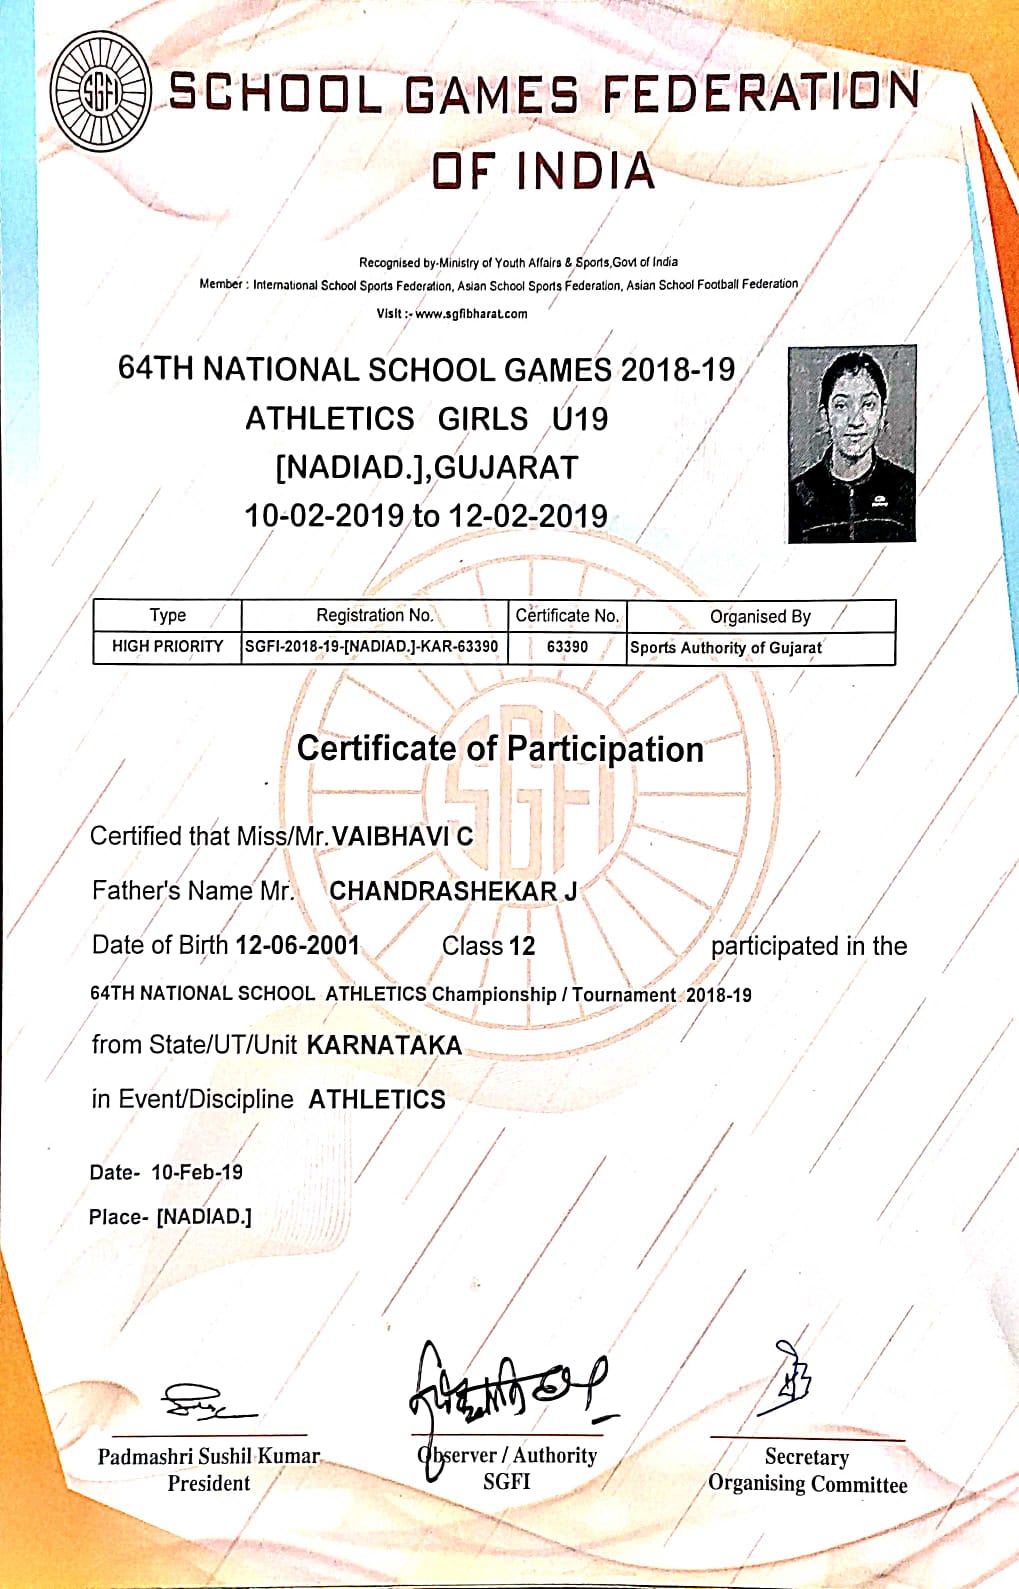 SGFI
SCHOOL GAMES FEDERATION
OF INDIA
Recognised by-Ministry of Youth Affairs & Sports,Govt of India
Member : International School Sports Federation, Asian School Sports Federation, Asian School Football Federation
Visit :- www.sgfibharat.com
64TH NATIONAL SCHOOL GAMES 2018-19
ATHLETICS GIRLS U19
[NADIAD.],GUJARAT
10-02-2019 to 12-02-2019
Type Registration No. Certificate No. Organised By
HIGH PRIORITY SGFI-2018-19-[NADIAD.]-KAR-63390 63390 Sports Authority of Gujarat
SGFI
Certificate of Participation
Certified that Miss/Mr. VAIBHAVI C
Father's Name Mr. CHANDRASHEKAR J
Date of Birth 12-06-2001 Class 12 participated in the
64TH NATIONAL SCHOOL ATHLETICS Championship / Tournament 2018-19
from State/UT/Unit KARNATAKA
in Event/Discipline ATHLETICS
Date- 10-Feb-19
Place- [NADIAD.]
Padmashri Sushil Kumar Observer / Authority Secretary
President SGFI Organising Committee